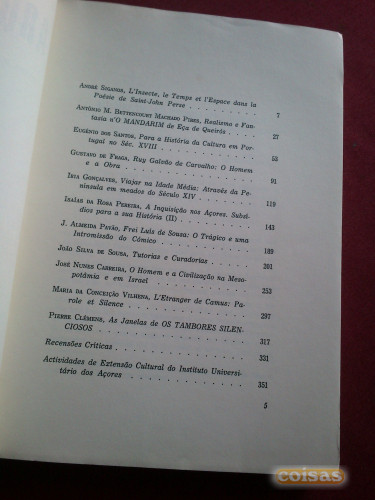 ANDRÉ SIGANOS, L'Insecte, le Temps et l'Espace dans la
Poésie de Saint-John Perse . . . . . . . 7
ANTÓNIO M. BETTENCOURT MACHADO PIRES, Realismo e Fan-
tasia n'O MANDARIM de Eça de Queirós . . . . 27
EUGÉNIO DOS SANTOS, Para a História da Cultura em Por-
tugal no Séc. XVIII . . . . . . . . . 53
GUSTAVO DE FRAGA, Ruy Galvão de Carvalho: O Homem
e a Obra . . . . . . . . . . . . 91
IRIA GONÇALVES, Viajar na Idade Média: Através da Pe-
nínsula em meados do Século XIV . . . . . 119
ISAÍAS DA ROSA PEREIRA, A Inquisição nos Açores. Subsí-
dios para a sua História (II) . . . . . . . 143
J. ALMEIDA PAVÃO, Frei Luís de Sousa: O Trágico e uma
Intromissão do Cómico . . . . . . . . 189
JOÃO SILVA DE SOUSA, Tutorias e Curadorias . . . . 201
JOSÉ NUNES CARREIRA, O Homem e a Civilização na Meso-
potâmia e em Israel . . . . . . . . . 253
MARIA DA CONCEIÇÃO VILHENA, L'Etranger de Camus: Pa-
role et Silence . . . . . . . . . . . 297
PIERRE CLÉMENS, As Janelas de OS TAMBORES SILEN-
CIOSOS . . . . . . . . . . . . . 317
Recensões Críticas . . . . . . . . . . . 331
Actividades de Extensão Cultural do Instituto Universi-
tário dos Açores . . . . . . . . . . 351
5
coisas